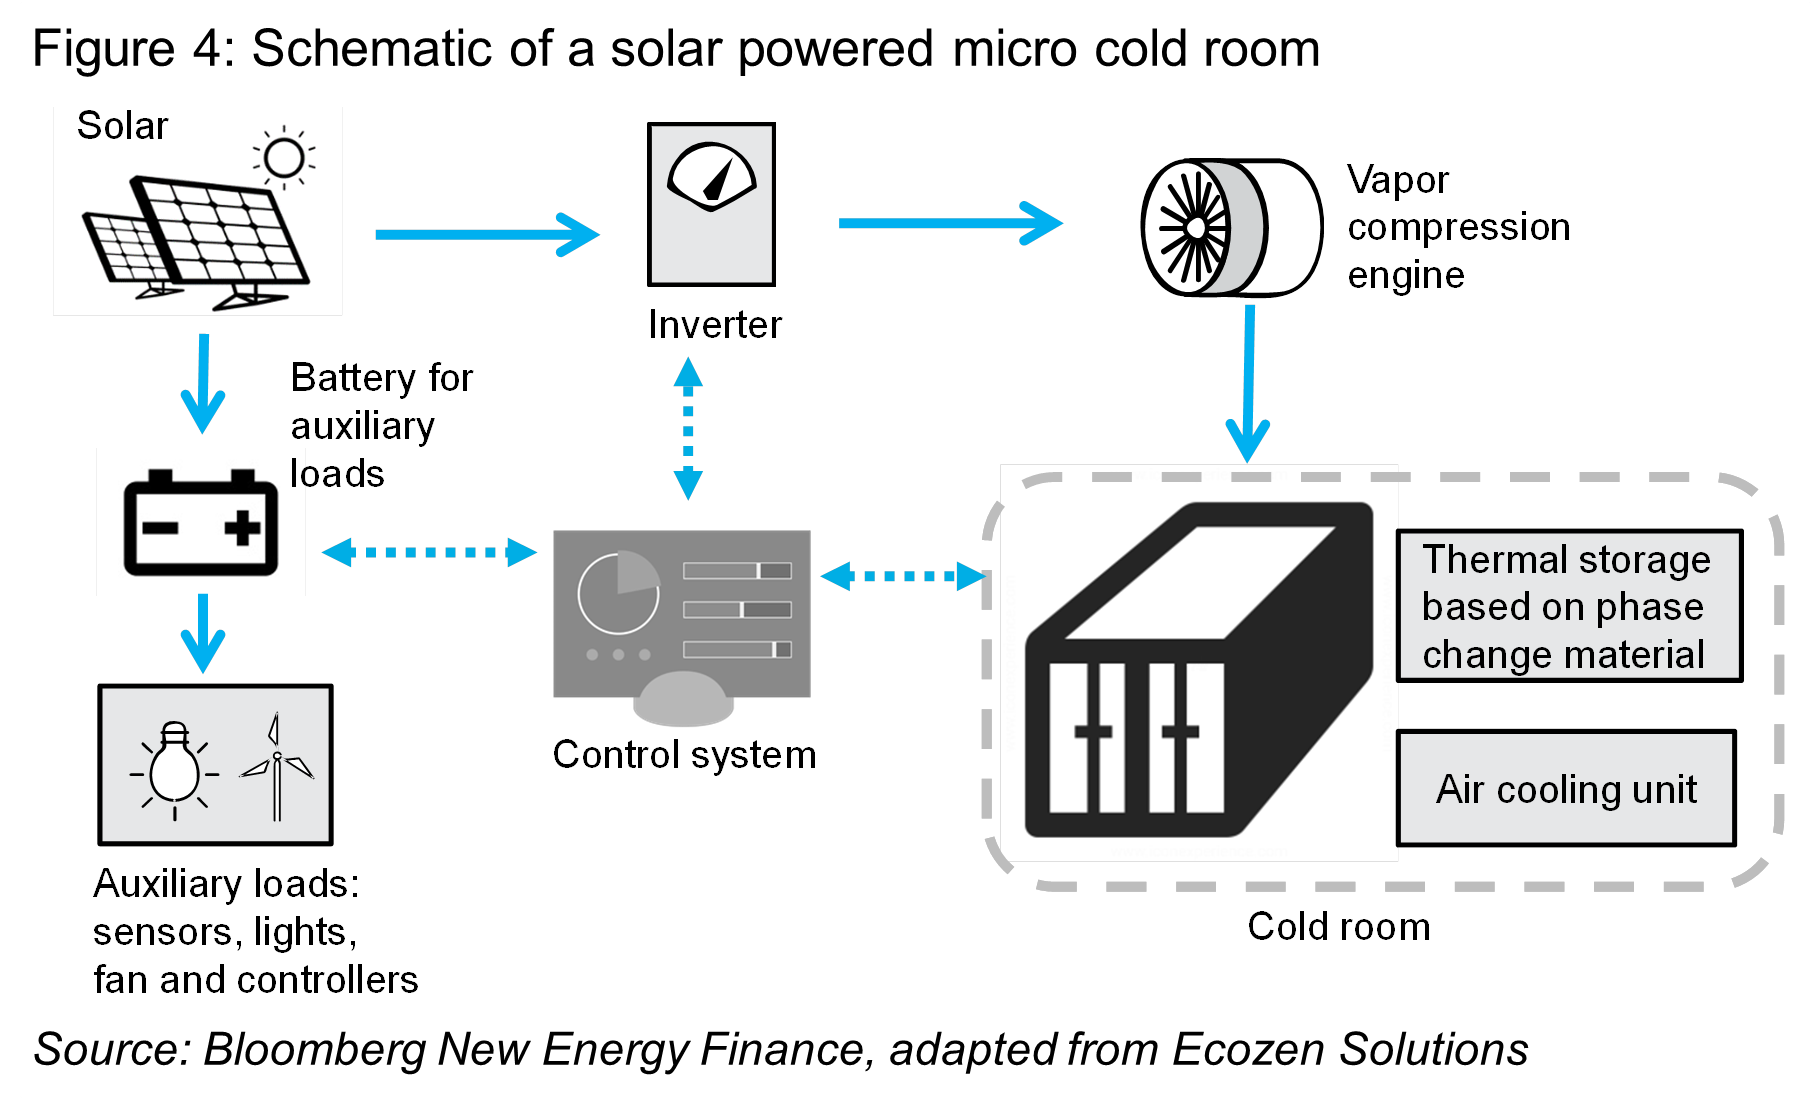 Figure 4: Schematic of a solar powered micro cold room
Solar
Inverter
Vapor
compression
engine
Battery for
auxiliary
loads
Control system
Thermal storage
based on phase
change material
Air cooling unit
Cold room
Auxiliary loads:
sensors, lights,
fan and controllers
Source: Bloomberg New Energy Finance, adapted from Ecozen Solutions